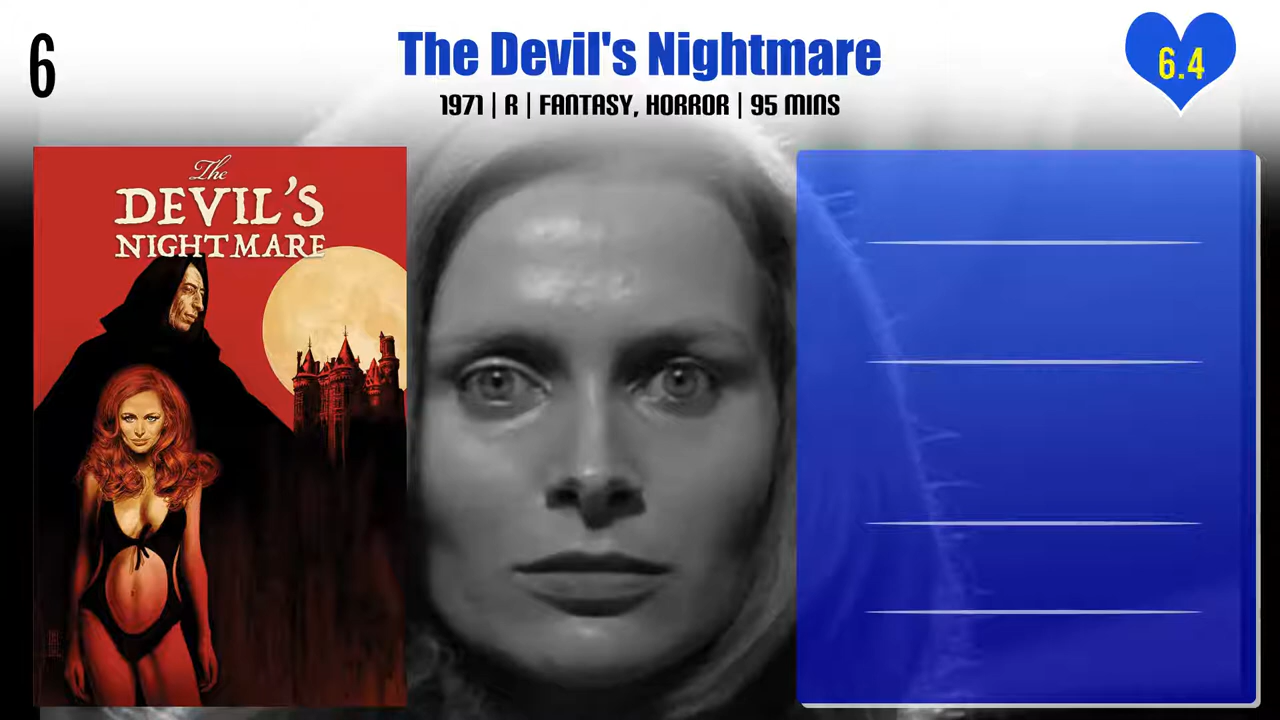 6
The Devil's Nightmare
6.4
1971 | R | FANTASY, HORROR | 95 MINS
The
DEVIL'S
NIGHTMARE